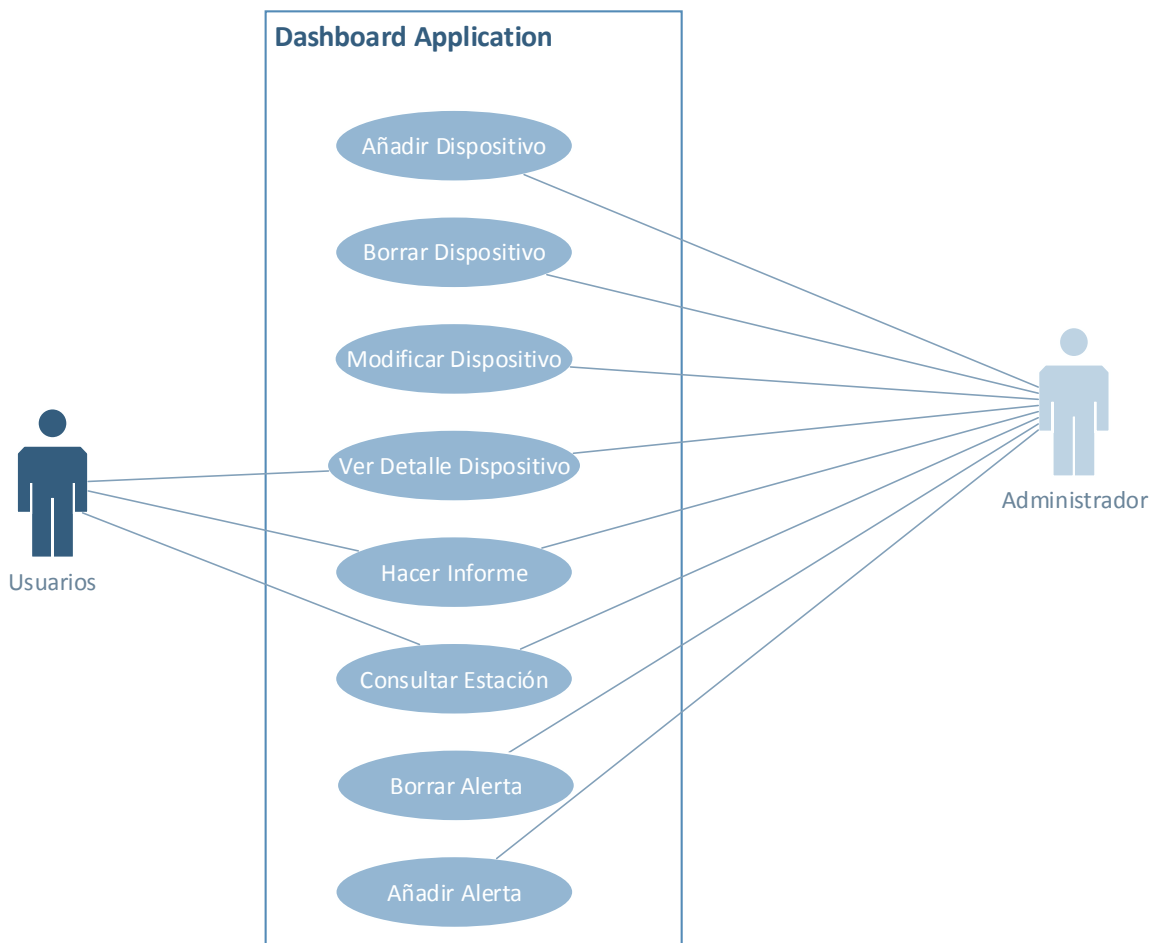 Dashboard Application
Añadir Dispositivo
Borrar Dispositivo
Modificar Dispositivo
Ver Detalle Dispositivo
Administrador
Hacer Informe
Usuarios
Consultar Estación
Borrar Alerta
Añadir Alerta